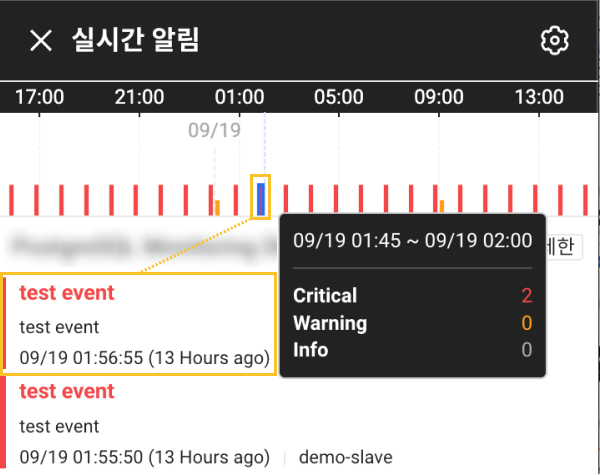 실시간 알림
17:00 21:00 01:00 05:00 09:00 13:00
09/19
09/19 01:45 ~ 09/19 02:00
Critical 2
Warning 0
Info 0
test event
test event
09/19 01:56:55 (13 Hours ago)
test event
test event
09/19 01:55:50 (13 Hours ago) | demo-slave